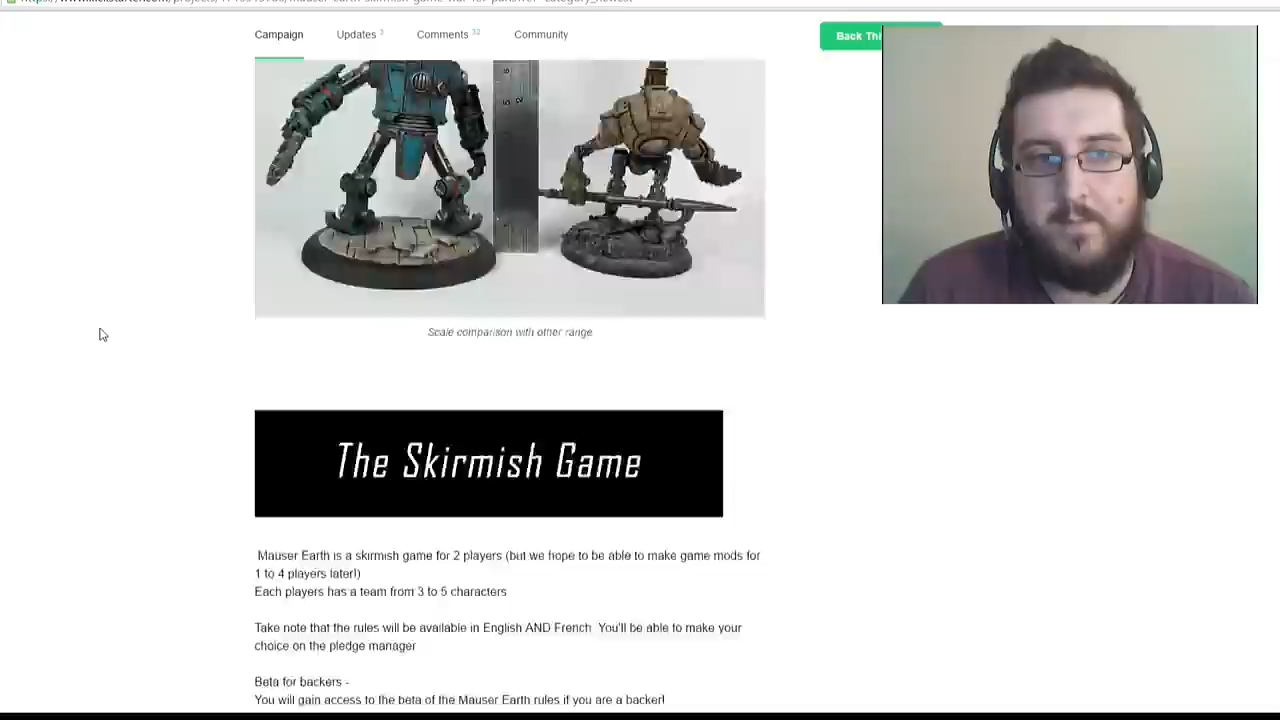 Campaign Updates 3 Comments 32 Community Back Thi
Scale comparison with other range
The Skirmish Game
Mauser Earth is a skirmish game for 2 players (but we hope to be able to make game mods for
1 to 4 players later!)
Each players has a team from 3 to 5 characters
Take note that the rules will be available in English AND French You'll be able to make your
choice on the pledge manager
Beta for backers -
You will gain access to the beta of the Mauser Earth rules if you are a backer!